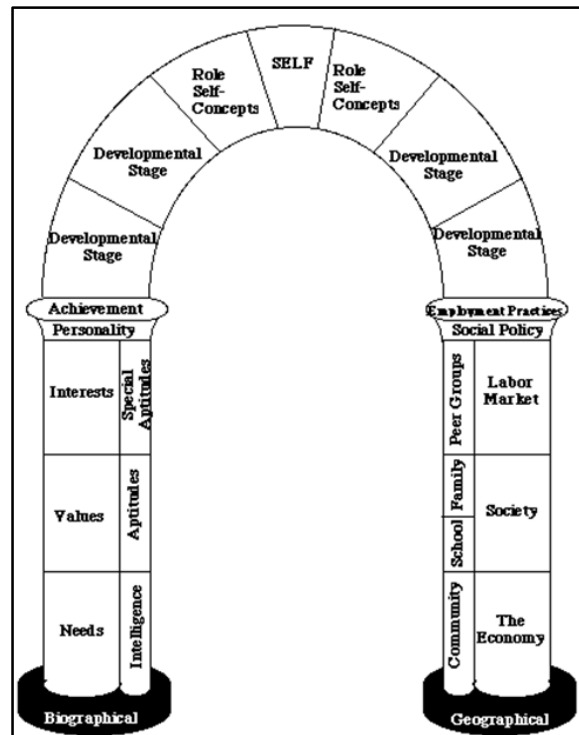 SELF
Role
Self-
Concepts
Role
Self-
Concepts
Developmental
Stage
Developmental
Stage
Developmental
Stage
Developmental
Stage
Achievement
Personality
Employment Practices
Social Policy
Interests
Special
Aptitudes
Peer Groups
Labor
Market
Values
Aptitudes
Family
School
Society
Needs
Intelligence
Community
The
Economy
Biographical
Geographical